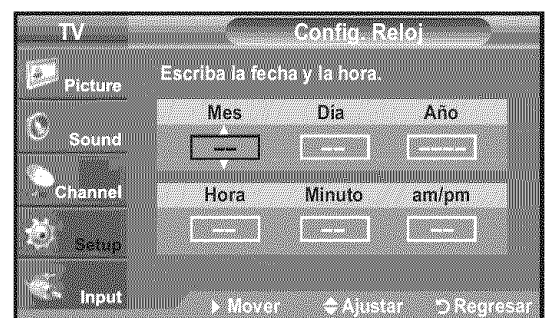 TV
Config. Reloj
Picture
Sound
Channel
Setup
Input
Escriba la fecha y la hora.
Mes Día Año
-- -- ----
Hora Minuto am/pm
-- -- --
Mover Ajustar Regresar